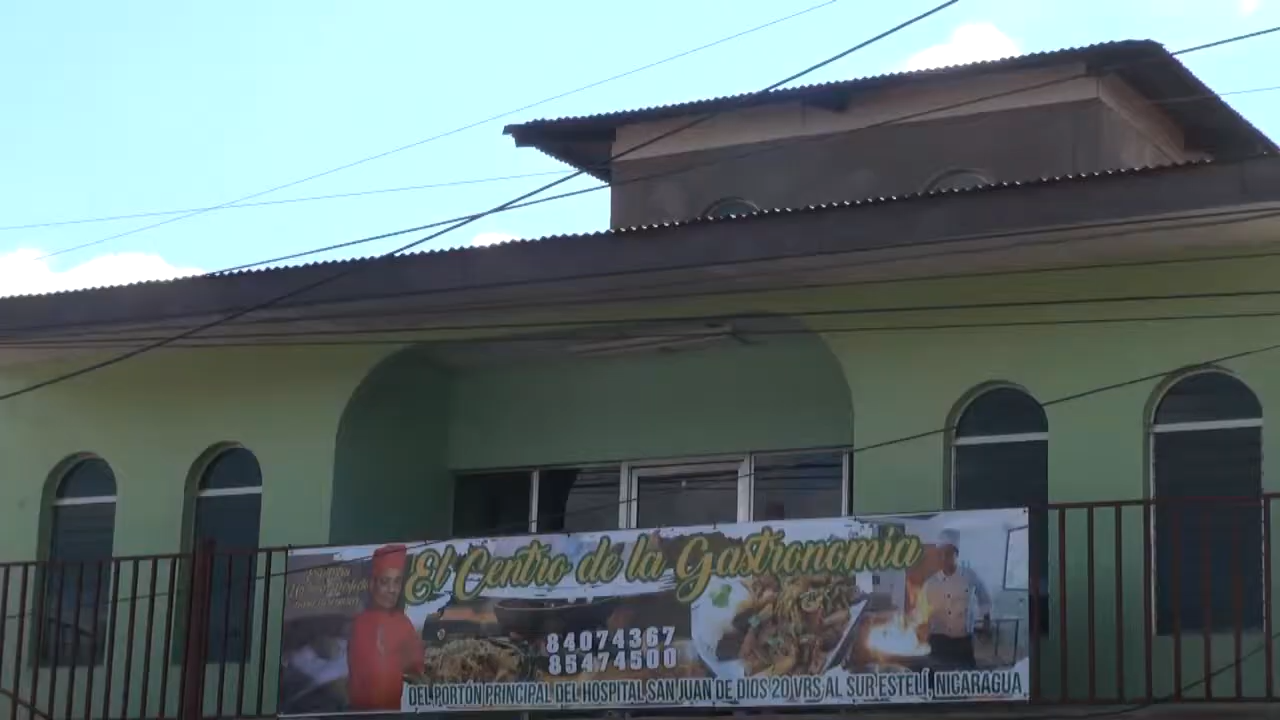 El Centro de la Gastronomía
84074367
85474500
DEL PORTÓN PRINCIPAL DEL HOSPITAL SAN JUAN DE DIOS 20 VRS AL SUR ESTELÍ, NICARAGUA